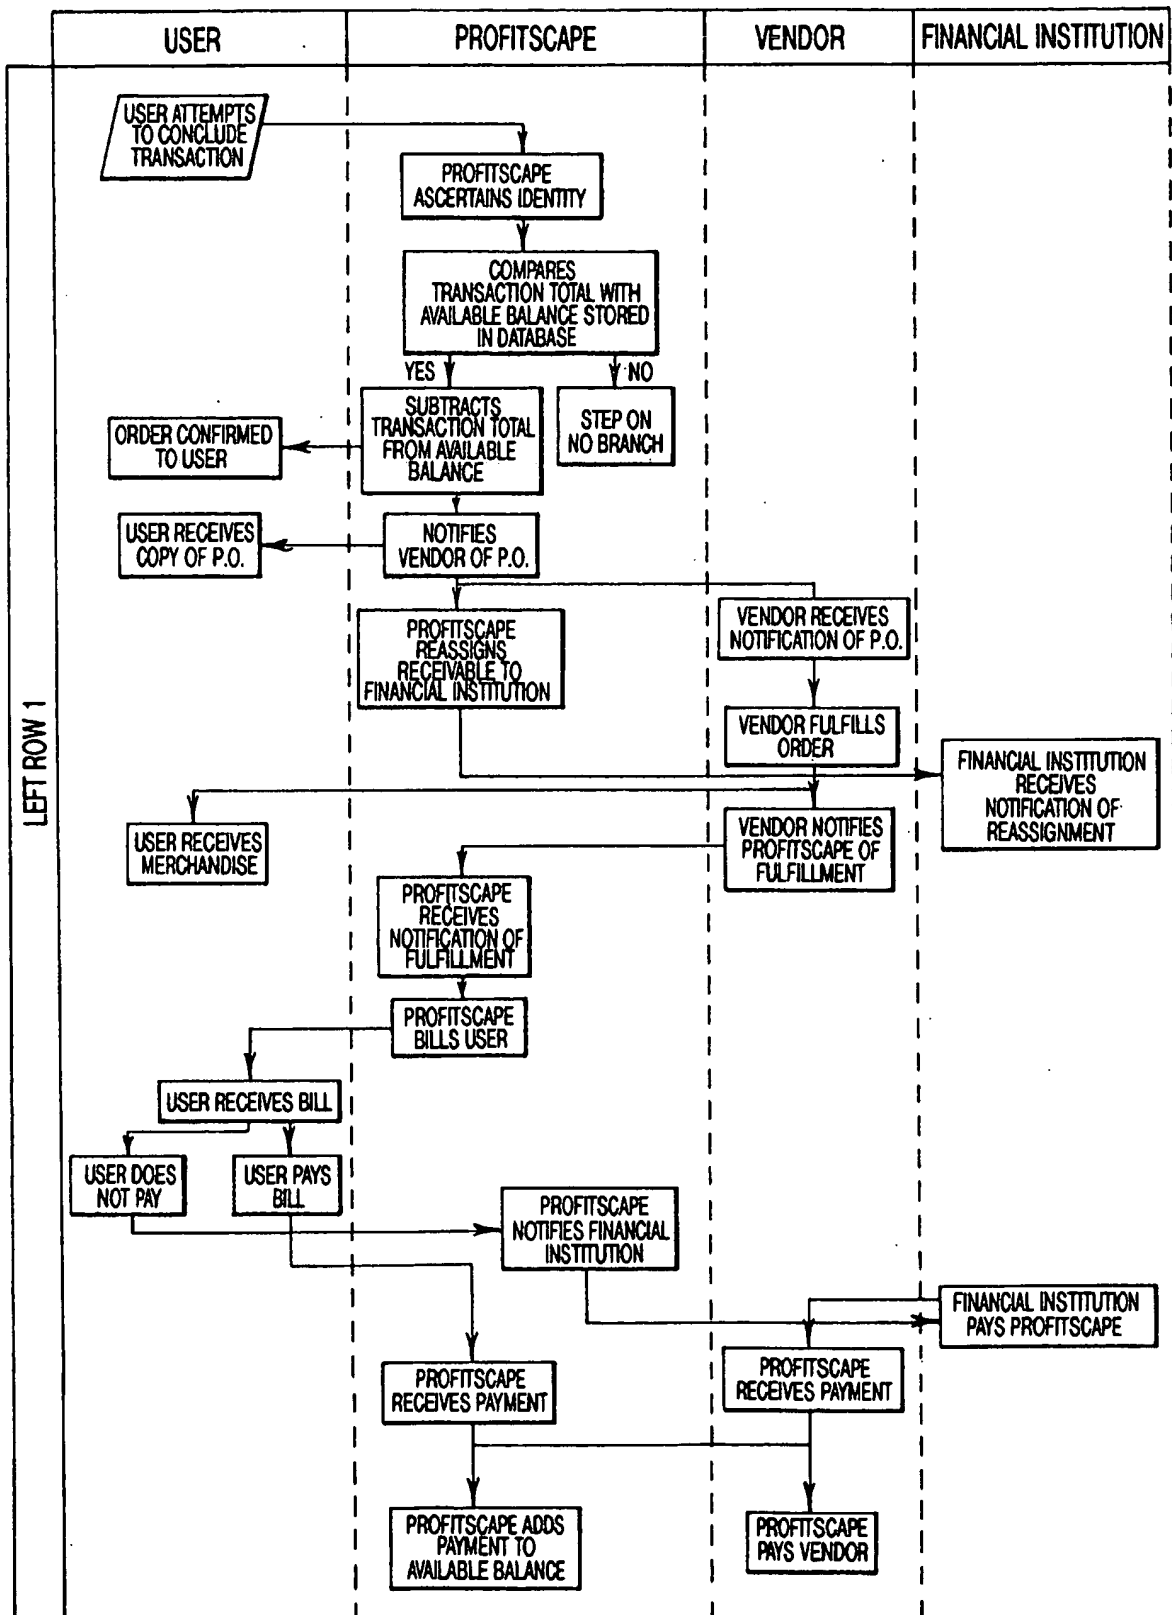 USER
PROFITSCAPE
VENDOR
FINANCIAL INSTITUTION
LEFT ROW 1
USER ATTEMPTS
TO CONCLUDE
TRANSACTION
PROFITSCAPE
ASCERTAINS IDENTITY
COMPARES
TRANSACTION TOTAL WITH
AVAILABLE BALANCE STORED
IN DATABASE
YES
NO
SUBTRACTS
TRANSACTION TOTAL
FROM AVAILABLE
BALANCE
STEP ON
NO BRANCH
ORDER CONFIRMED
TO USER
USER RECEIVES
COPY OF P.O.
NOTIFIES
VENDOR OF P.O.
PROFITSCAPE
REASSIGNS
RECEIVABLE TO
FINANCIAL INSTITUTION
VENDOR RECEIVES
NOTIFICATION OF P.O.
VENDOR FULFILLS
ORDER
FINANCIAL INSTITUTION
RECEIVES
NOTIFICATION OF
REASSIGNMENT
USER RECEIVES
MERCHANDISE
VENDOR NOTIFIES
PROFITSCAPE OF
FULFILLMENT
PROFITSCAPE
RECEIVES
NOTIFICATION OF
FULFILLMENT
PROFITSCAPE
BILLS USER
USER RECEIVES BILL
USER DOES
NOT PAY
USER PAYS
BILL
PROFITSCAPE
NOTIFIES FINANCIAL
INSTITUTION
FINANCIAL INSTITUTION
PAYS PROFITSCAPE
PROFITSCAPE
RECEIVES PAYMENT
PROFITSCAPE
RECEIVES PAYMENT
PROFITSCAPE ADDS
PAYMENT TO
AVAILABLE BALANCE
PROFITSCAPE
PAYS VENDOR